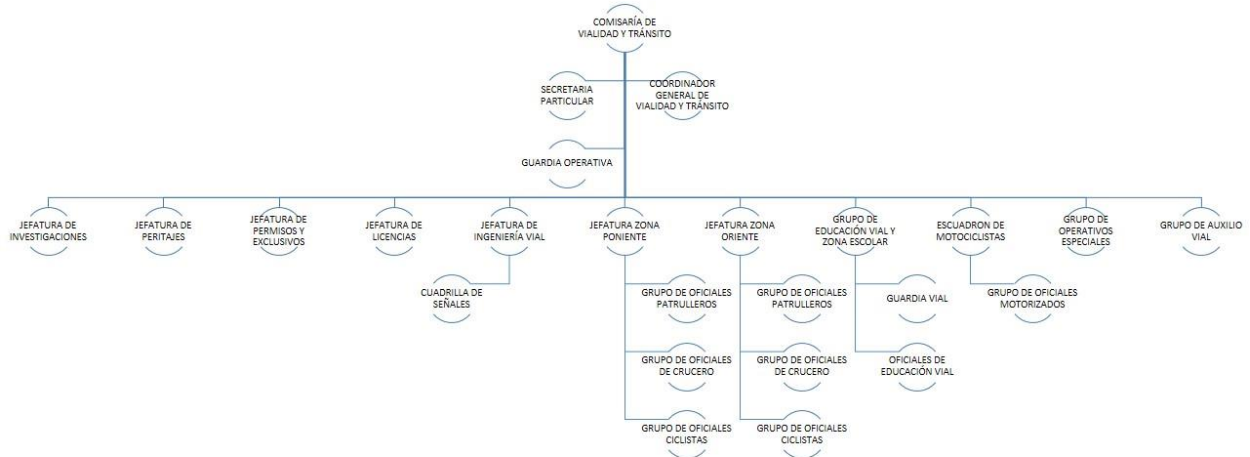 COMISARÍA DE
VIALIDAD Y TRÁNSITO
SECRETARIA
PARTICULAR
COORDINADOR
GENERAL DE
VIALIDAD Y TRÁNSITO
GUARDIA OPERATIVA
JEFATURA DE
INVESTIGACIONES
JEFATURA DE
PERITAJES
JEFATURA DE
PERMISOS Y
EXCLUSIVOS
JEFATURA DE
LICENCIAS
JEFATURA DE
INGENIERÍA VIAL
JEFATURA ZONA
PONIENTE
JEFATURA ZONA
ORIENTE
GRUPO DE
EDUCACIÓN VIAL Y
ZONA ESCOLAR
ESCUADRON DE
MOTOCICLISTAS
GRUPO DE
OPERATIVOS
ESPECIALES
GRUPO DE AUXILIO
VIAL
CUADRILLA DE
SEÑALES
GRUPO DE OFICIALES
PATRULLEROS
GRUPO DE OFICIALES
PATRULLEROS
GUARDIA VIAL
GRUPO DE OFICIALES
MOTORIZADOS
GRUPO DE OFICIALES
DE CRUCERO
GRUPO DE OFICIALES
DE CRUCERO
OFICIALES DE
EDUCACIÓN VIAL
GRUPO DE OFICIALES
CICLISTAS
GRUPO DE OFICIALES
CICLISTAS